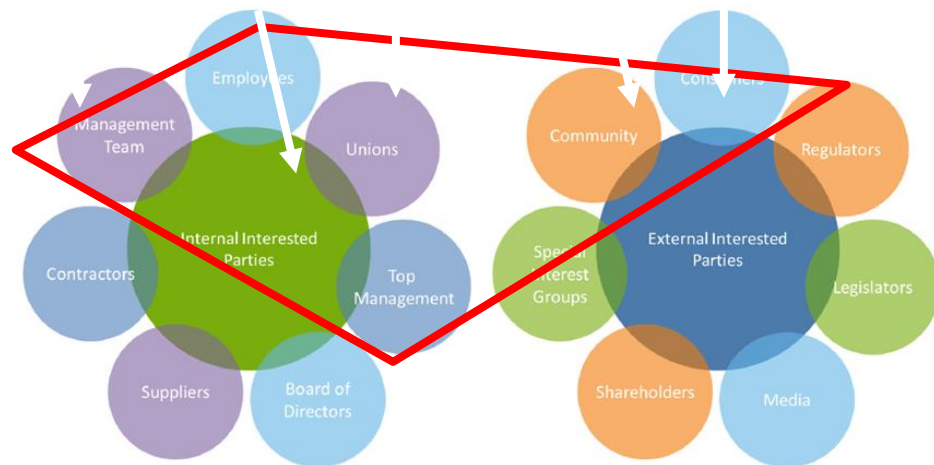 Employees
Management
Team
Unions
Internal Interested
Parties
Contractors
Top
Management
Suppliers
Board of
Directors
Consumers
Community
Regulators
External Interested
Parties
Special
Interest
Groups
Legislators
Shareholders
Media